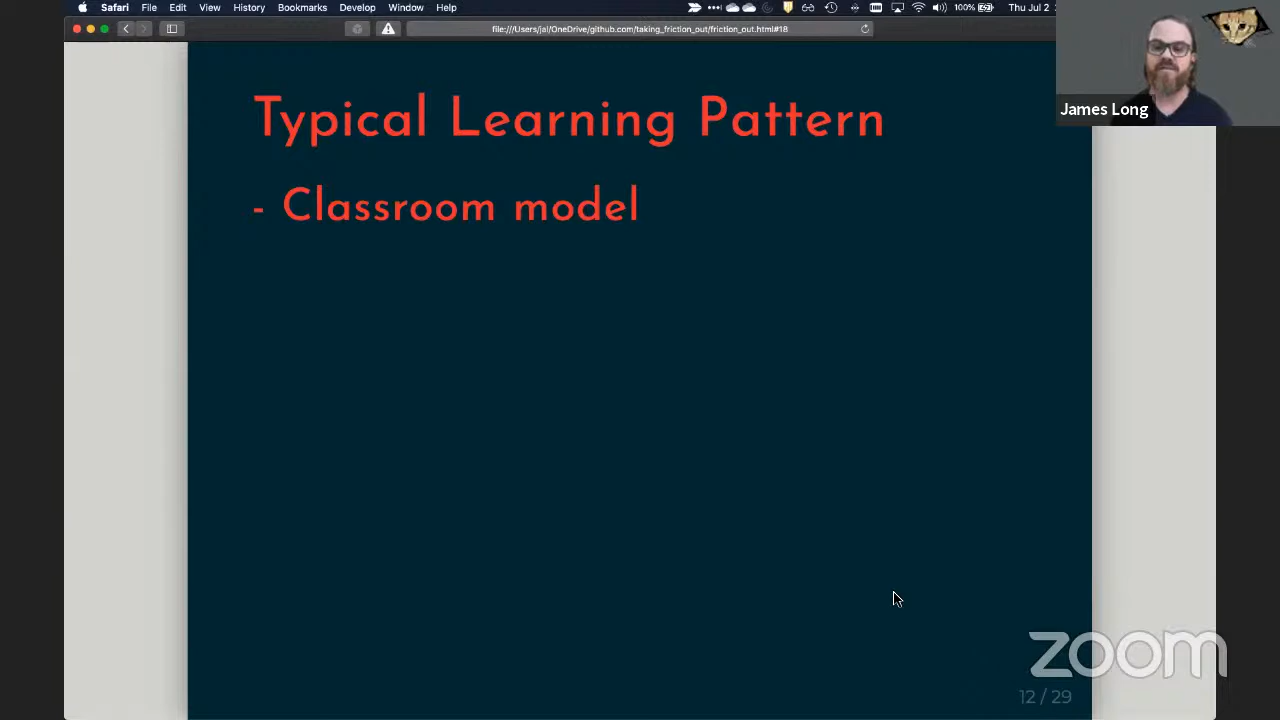 Safari File Edit View History Bookmarks Develop Window Help 100% Thu Jul 2
file:///Users/jal/OneDrive/github.com/taking_friction_out/friction_out.html#18
James Long
Typical Learning Pattern
- Classroom model
zoom
12 / 29